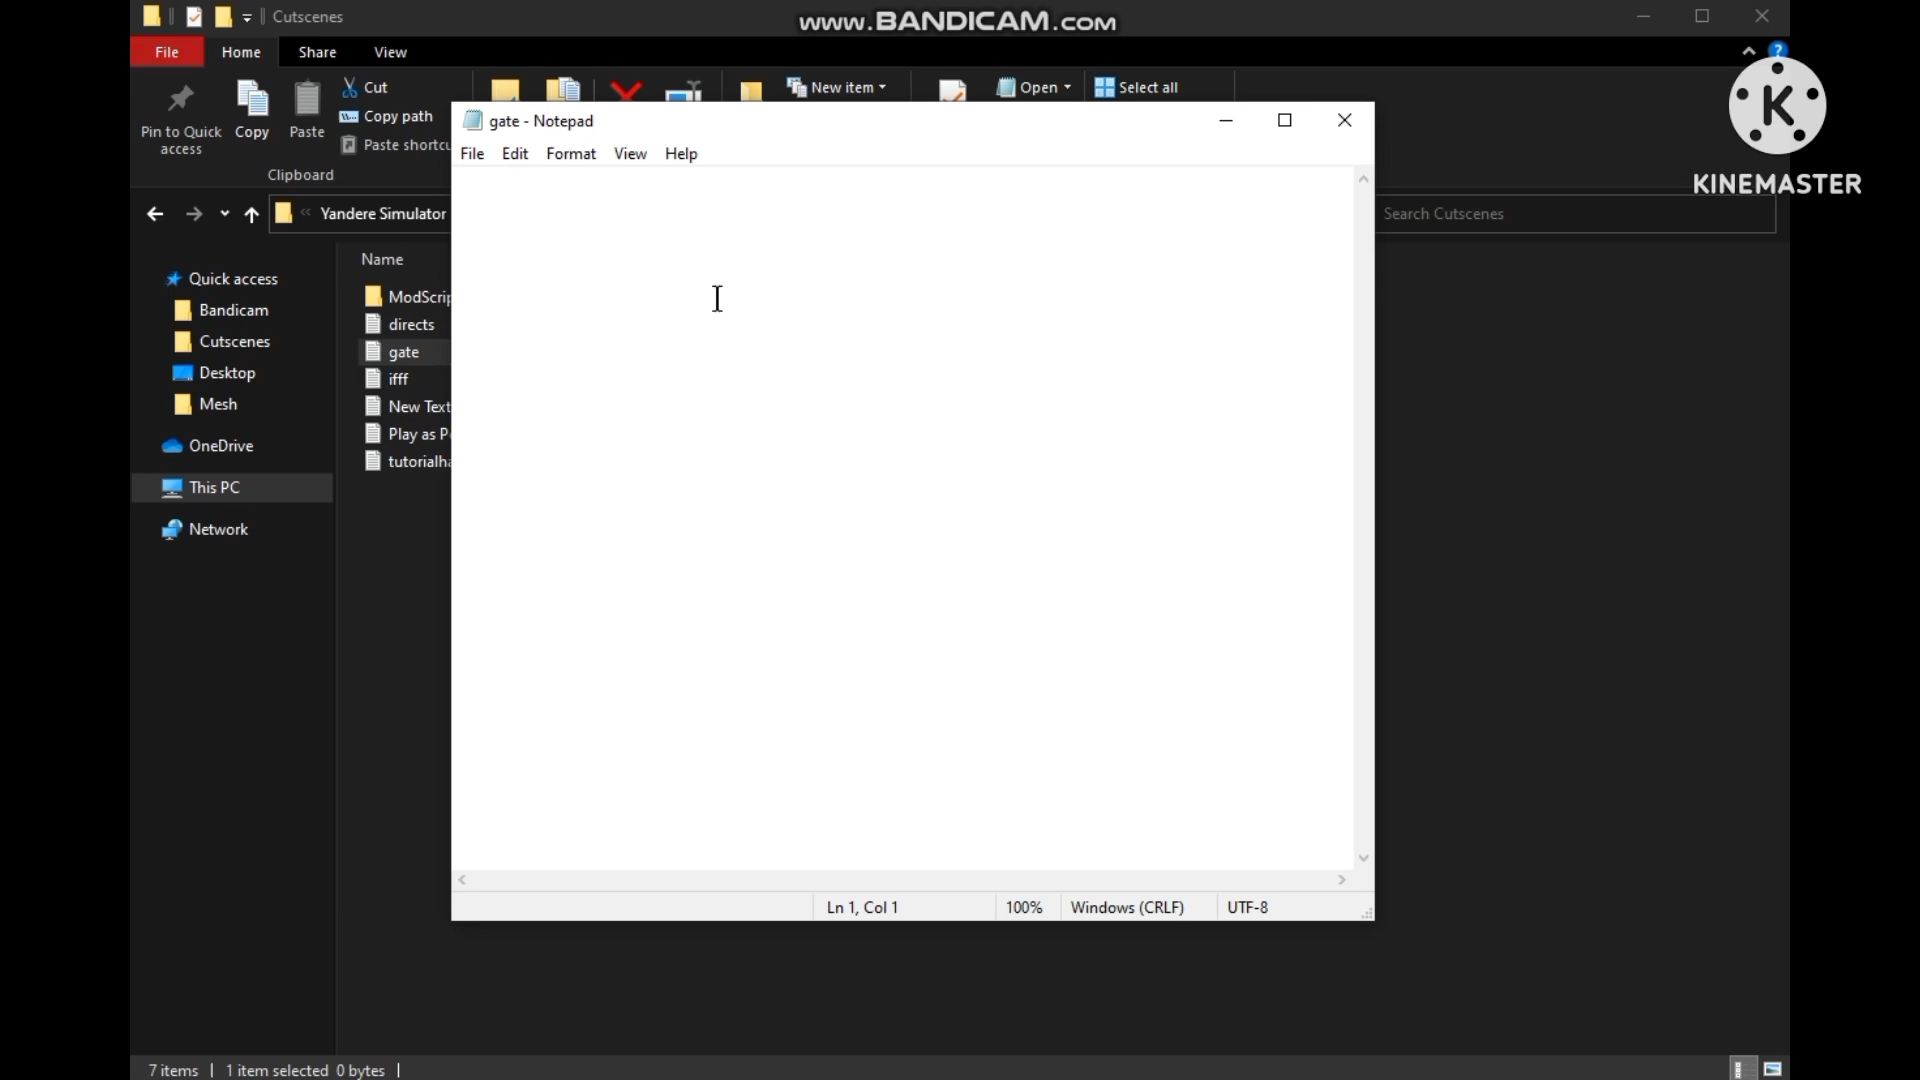 Cutscenes
www.BANDICAM.com
File
Home
Share
View
Pin to Quick
access
Copy
Paste
Cut
Copy path
Paste shortcu
New item
Open
Select all
Clipboard
KINEMASTER
K
?
gate - Notepad
File
Edit
Format
View
Help
Yandere Simulator
Search Cutscenes
Quick access
Bandicam
Cutscenes
Desktop
Mesh
OneDrive
This PC
Network
Name
ModScrip
directs
gate
ifff
New Text
Play as P
tutorialha
Ln 1, Col 1
100%
Windows (CRLF)
UTF-8
7 items
1 item selected 0 bytes